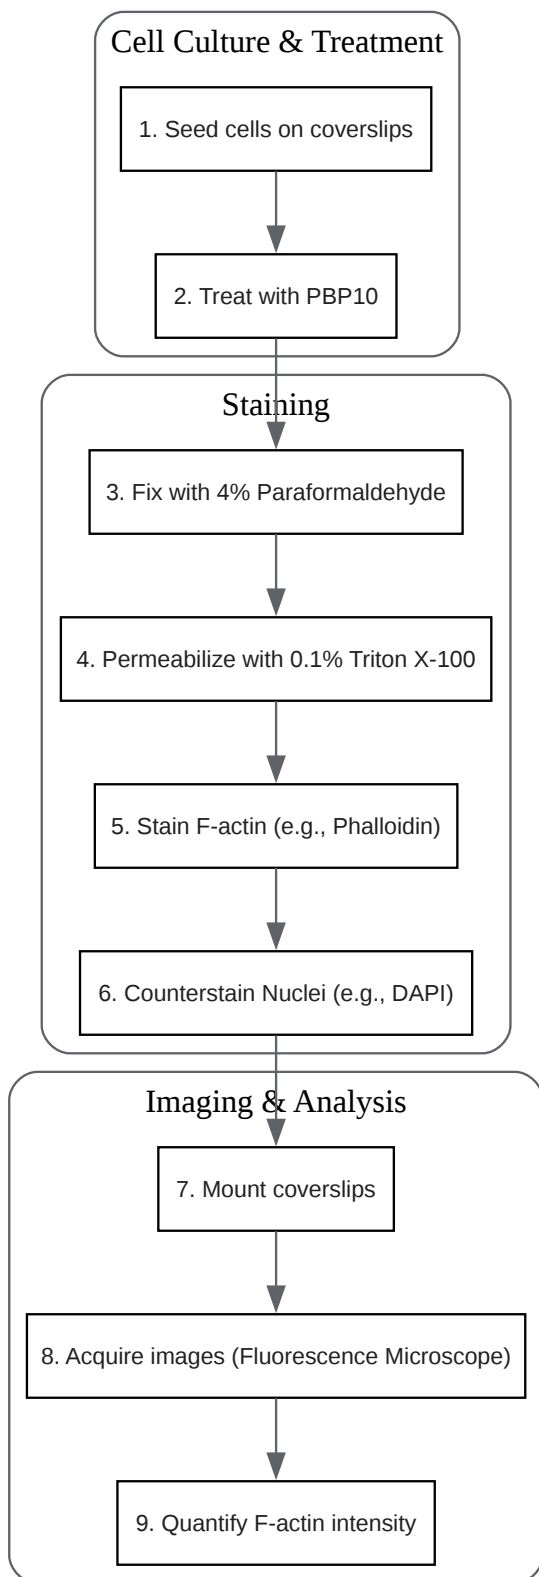 Cell Culture & Treatment
1. Seed cells on coverslips
2. Treat with PBP10
Staining
3. Fix with 4% Paraformaldehyde
4. Permeabilize with 0.1% Triton X-100
5. Stain F-actin (e.g., Phalloidin)
6. Counterstain Nuclei (e.g., DAPI)
Imaging & Analysis
7. Mount coverslips
8. Acquire images (Fluorescence Microscope)
9. Quantify F-actin intensity